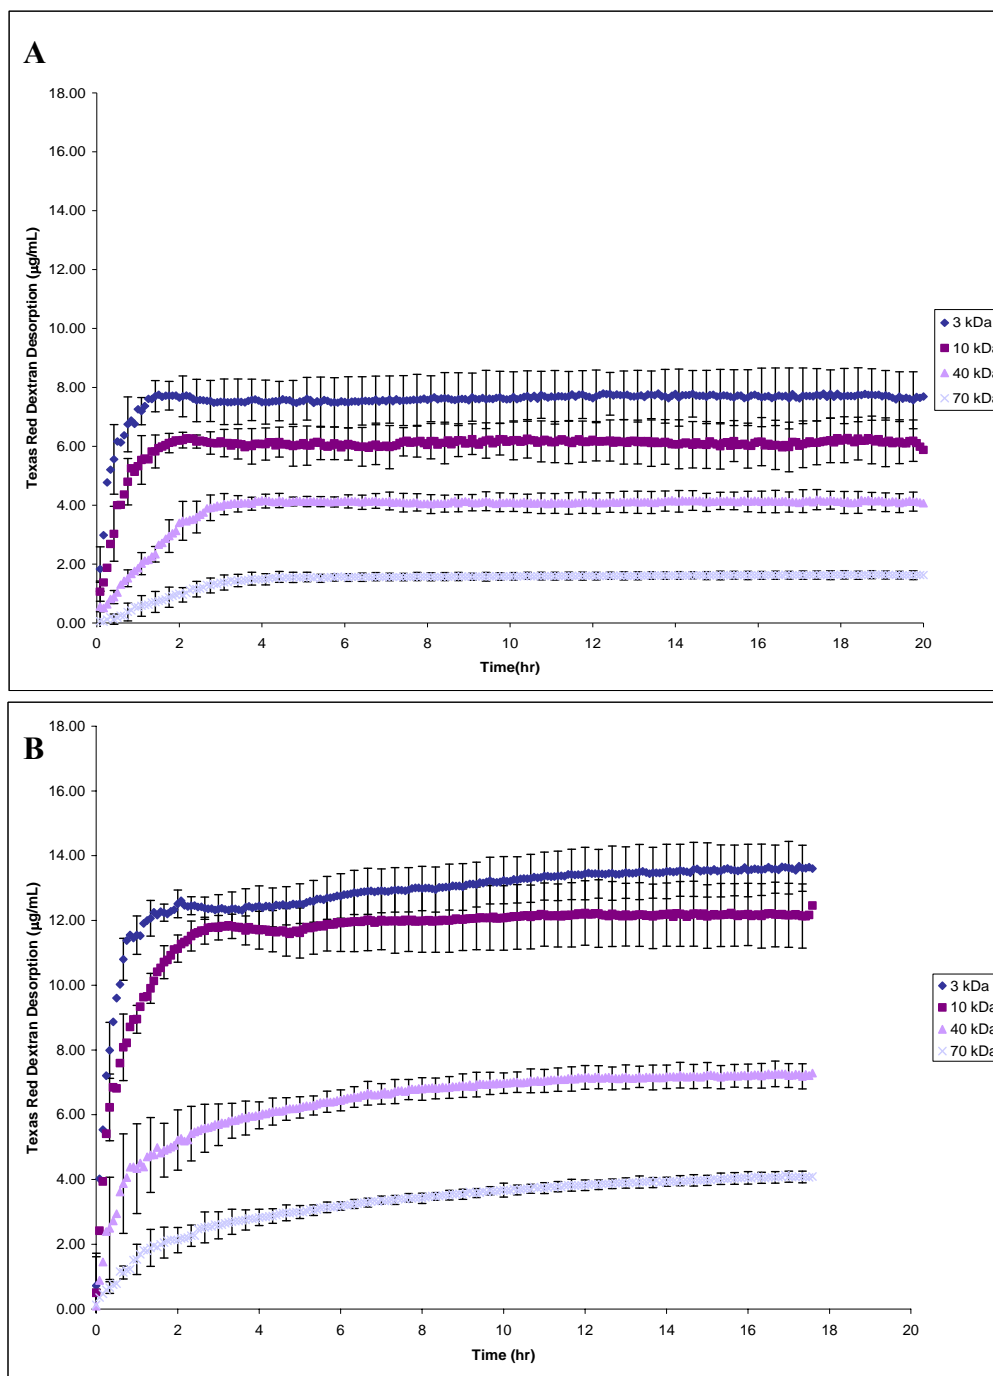 A
18.00
16.00
14.00
12.00
10.00
8.00
6.00
4.00
2.00
0.00
Texas Red Dextran Desorption (µg/mL)
0 2 4 6 8 10 12 14 16 18 20
Time(hr)
3 kDa
10 kDa
40 kDa
70 kDa
B
18.00
16.00
14.00
12.00
10.00
8.00
6.00
4.00
2.00
0.00
Texas Red Dextran Desorption (µg/mL)
0 2 4 6 8 10 12 14 16 18 20
Time (hr)
3 kDa
10 kDa
40 kDa
70 kDa